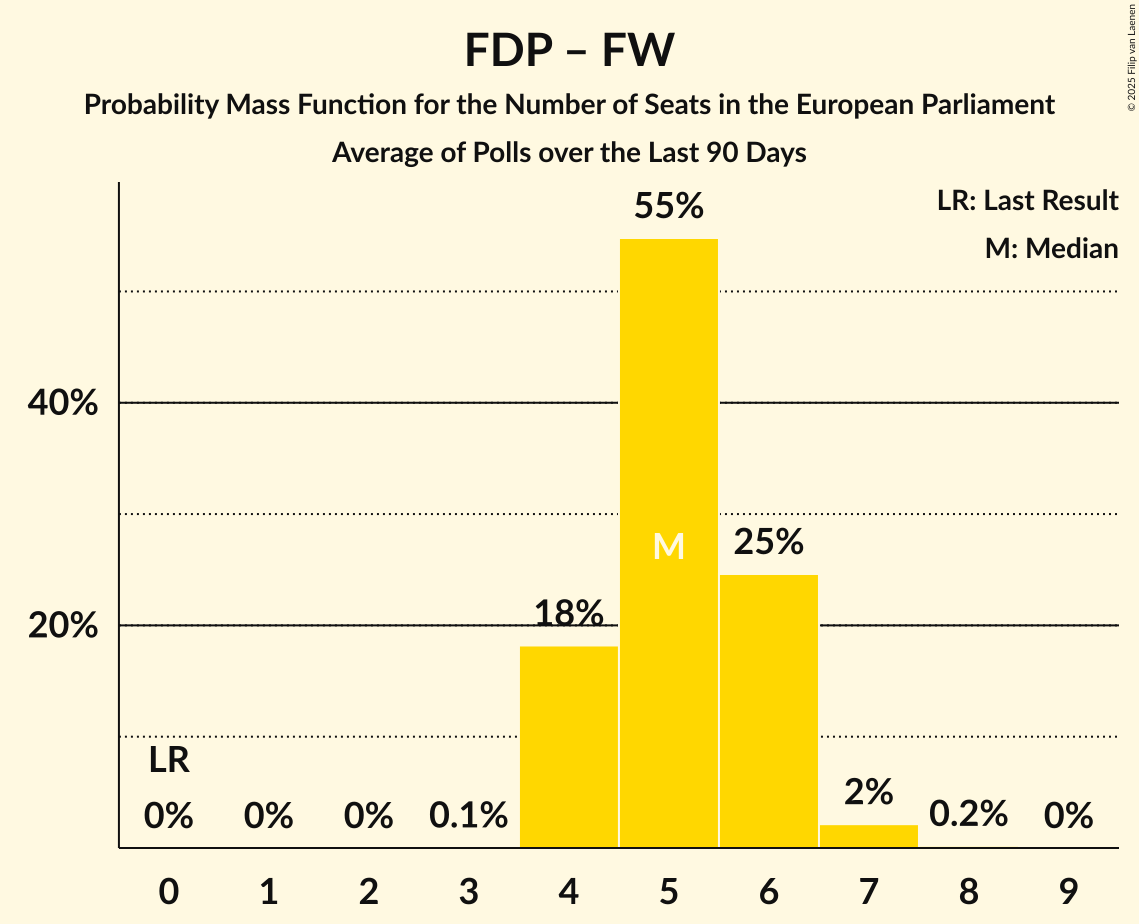 FDP – FW
Probability Mass Function for the Number of Seats in the European Parliament
Average of Polls over the Last 90 Days
© 2025 Filip van Laenen
LR: Last Result
M: Median
55%
40%
M
25%
18%
20%
LR
0%
0%
0%
0.1%
2%
0.2%
0%
0 1 2 3 4 5 6 7 8 9